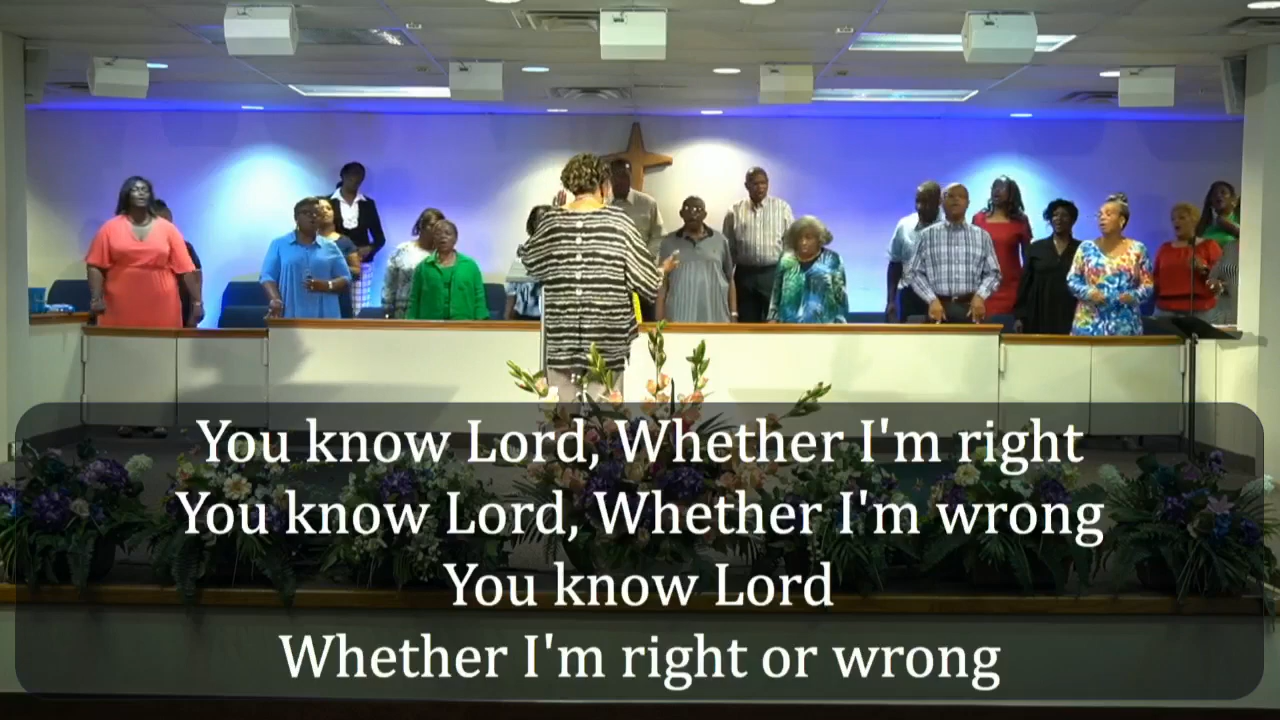 You know Lord, Whether I'm right
You know Lord, Whether I'm wrong
You know Lord
Whether I'm right or wrong